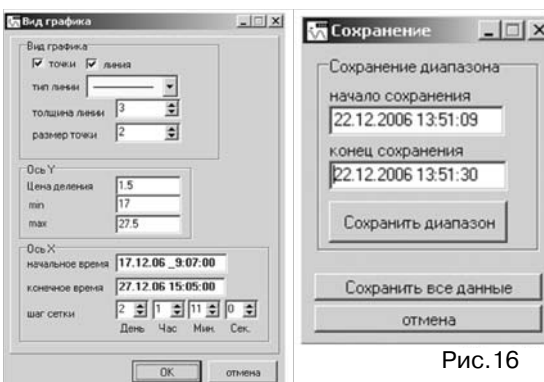 Вид графика
Вид графика
точки линия
тип линии
толщина линии 3
размер точки 2
Ось Y
Цена деления 1.5
min 17
max 27.5
Ось X
начальное время 17.12.06 _9:07:00
конечное время 27.12.06 15:05:00
шаг сетки 2 1 11 0
День Час Мин. Сек.
OK отмена
Сохранение
Сохранение диапазона
начало сохранения
22.12.2006 13:51:09
конец сохранения
22.12.2006 13:51:30
Сохранить диапазон
Сохранить все данные
отмена
Рис.16